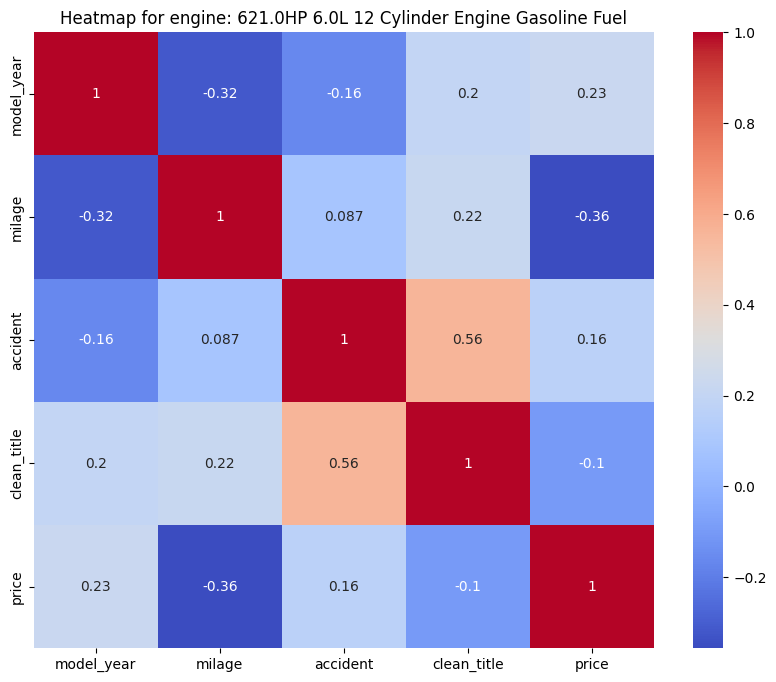 Heatmap for engine: 621.0HP 6.0L 12 Cylinder Engine Gasoline Fuel
model_year 1 -0.32 -0.16 0.2 0.23
milage -0.32 1 0.087 0.22 -0.36
accident -0.16 0.087 1 0.56 0.16
clean_title 0.2 0.22 0.56 1 -0.1
price 0.23 -0.36 0.16 -0.1 1
model_year milage accident clean_title price
1.0
0.8
0.6
0.4
0.2
0.0
−0.2